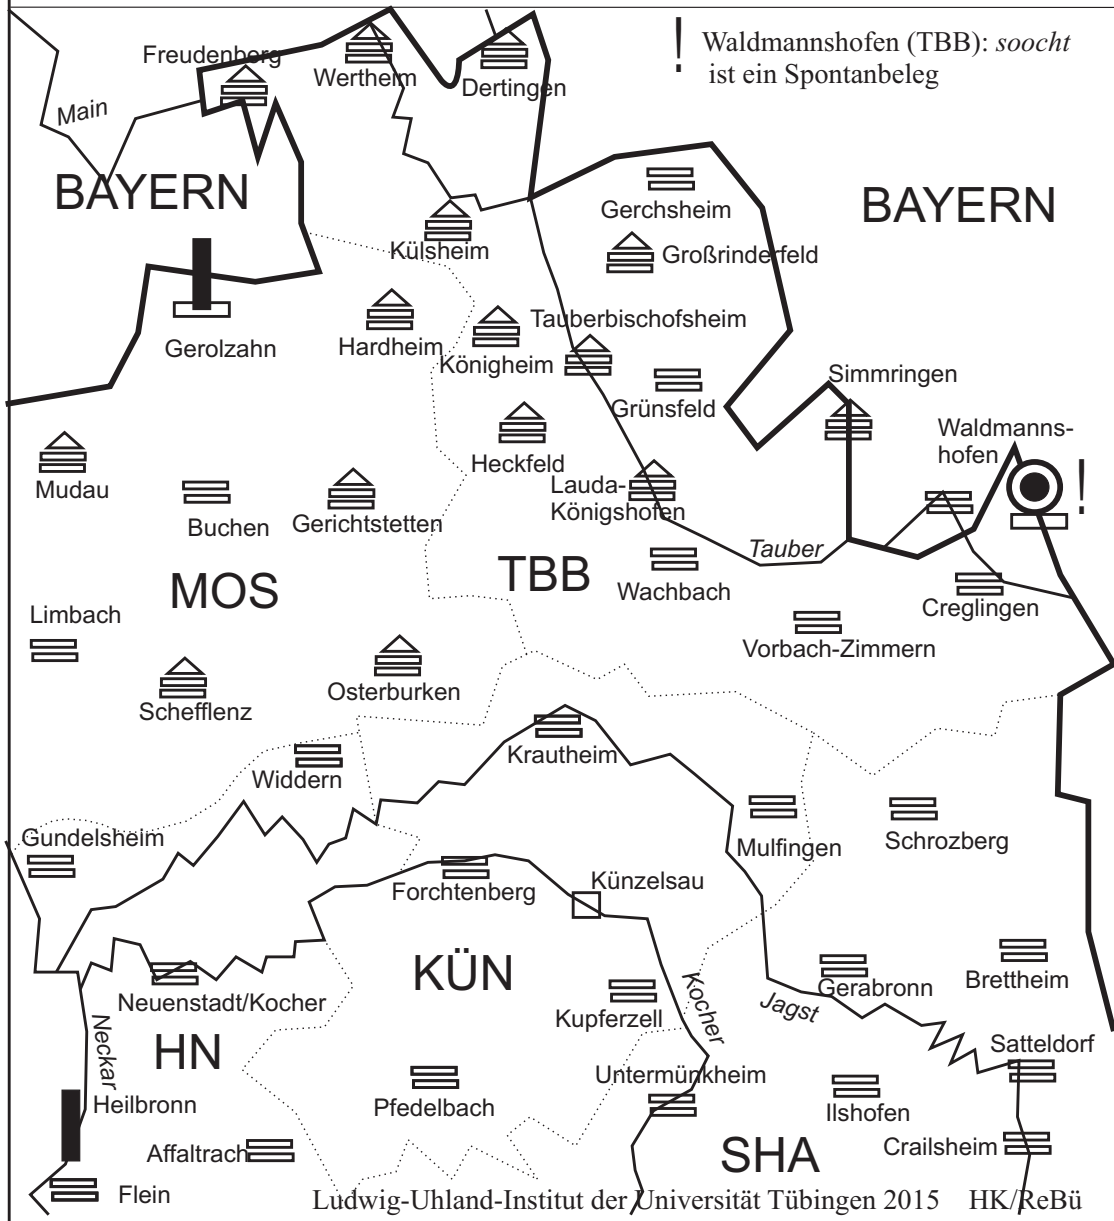 Freudenberg
Wertheim
Dertingen
! Waldmannshofen (TBB): soocht
ist ein Spontanbeleg
Main
BAYERN
BAYERN
Gerchsheim
Külsheim
Großrinderfeld
Gerolzahn
Hardheim
Königheim
Tauberbischofsheim
Grünsfeld
Simmringen
Waldmanns-
hofen
!
Mudau
Buchen
Gerichtstetten
Heckfeld
Lauda-
Königshofen
Tauber
MOS
TBB
Wachbach
Creglingen
Limbach
Vorbach-Zimmern
Schefflenz
Osterburken
Widdern
Krautheim
Gundelsheim
Mulfingen
Schrozberg
Forchtenberg
Künzelsau
Neuenstadt/Kocher
KÜN
Kupferzell
Kocher
Jagst
Gerabronn
Brettheim
Neckar
HN
Satteldorf
Heilbronn
Pfedelbach
Untermünkheim
Ilshofen
Affaltrach
SHA
Crailsheim
Flein
Ludwig-Uhland-Institut der Universität Tübingen 2015 HK/ReBü